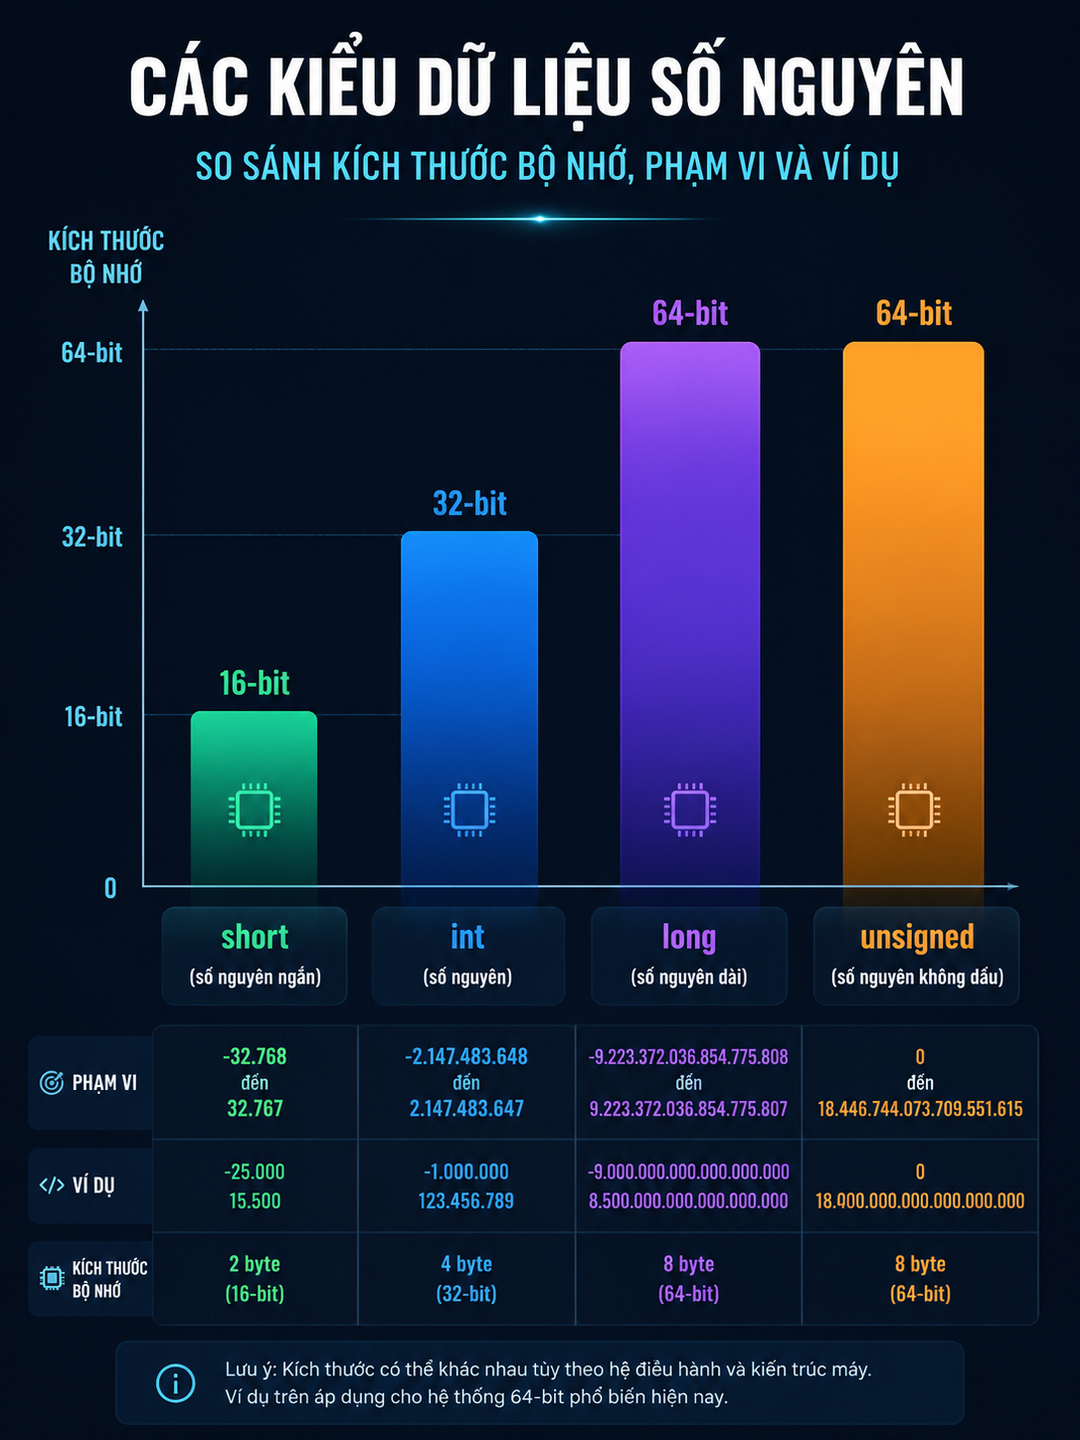 CÁC KIỂU DỮ LIỆU SỐ NGUYÊN
SO SÁNH KÍCH THƯỚC BỘ NHỚ, PHẠM VI VÀ VÍ DỤ
KÍCH THƯỚC
BỘ NHỚ
64-bit
32-bit
16-bit
0
16-bit
32-bit
64-bit
64-bit
short
(số nguyên ngắn)
int
(số nguyên)
long
(số nguyên dài)
unsigned
(số nguyên không dấu)
PHẠM VI
-32.768
đến
32.767
-2.147.483.648
đến
2.147.483.647
-9.223.372.036.854.775.808
đến
9.223.372.036.854.775.807
0
đến
18.446.744.073.709.551.615
VÍ DỤ
-25.000
15.500
-1.000.000
123.456.789
-9.000.000.000.000.000.000
8.500.000.000.000.000.000
0
18.000.000.000.000.000.000
KÍCH THƯỚC
BỘ NHỚ
2 byte
(16-bit)
4 byte
(32-bit)
8 byte
(64-bit)
8 byte
(64-bit)
Lưu ý: Kích thước có thể khác nhau tùy theo hệ điều hành và kiến trúc máy.
Ví dụ trên áp dụng cho hệ thống 64-bit phổ biến hiện nay.